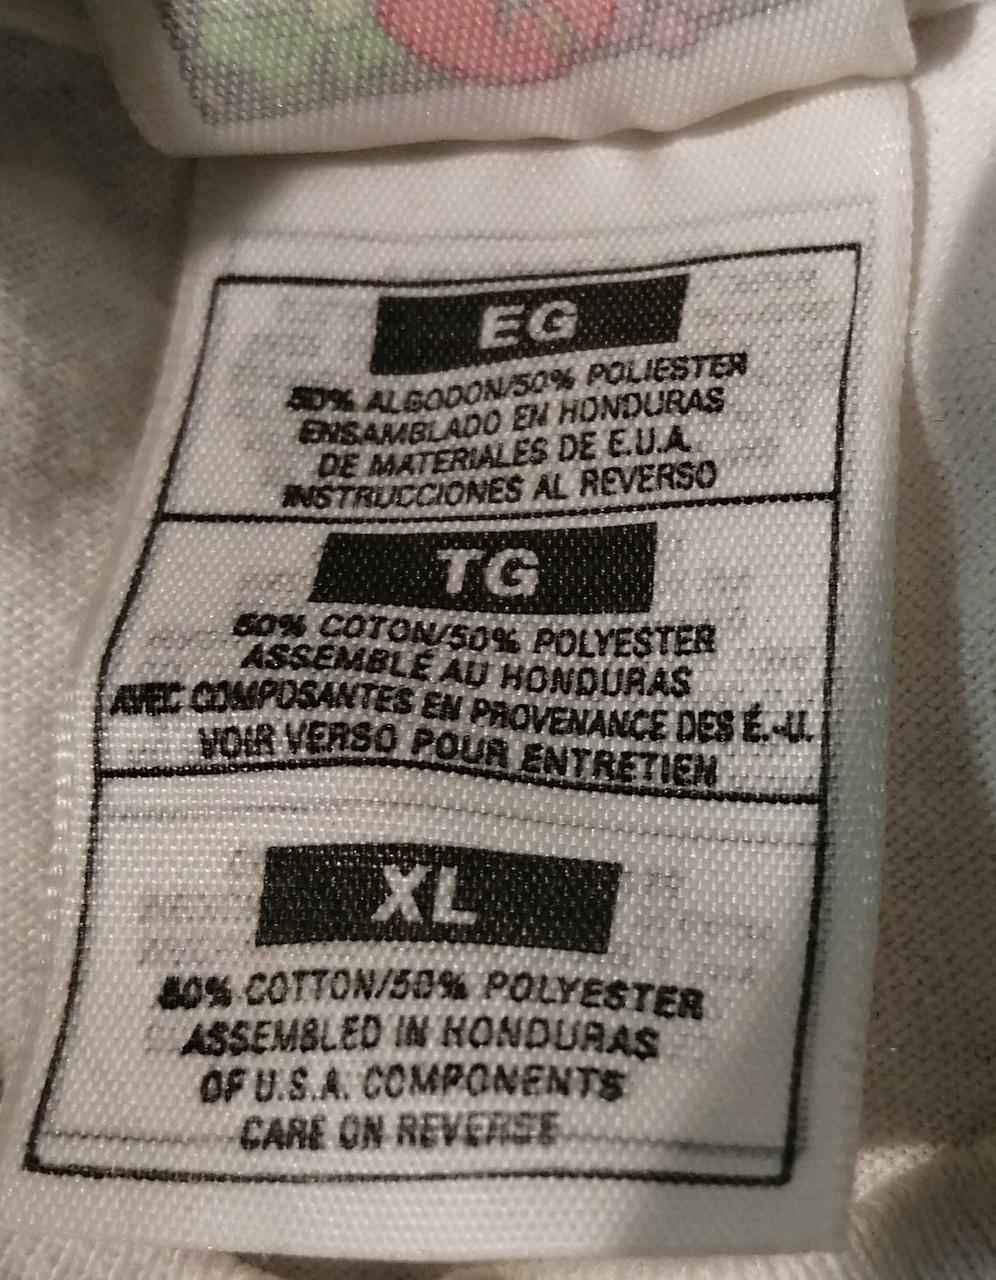 EG
50% ALGODON/50% POLIESTER
ENSAMBLADO EN HONDURAS
DE MATERIALES DE E.U.A.
INSTRUCCIONES AL REVERSO
TG
50% COTON/50% POLYESTER
ASSEMBLÉ AU HONDURAS
AVEC COMPOSANTES EN PROVENANCE DES É.-U.
VOIR VERSO POUR ENTRETIEN
XL
50% COTTON/50% POLYESTER
ASSEMBLED IN HONDURAS
OF U.S.A. COMPONENTS
CARE ON REVERSE